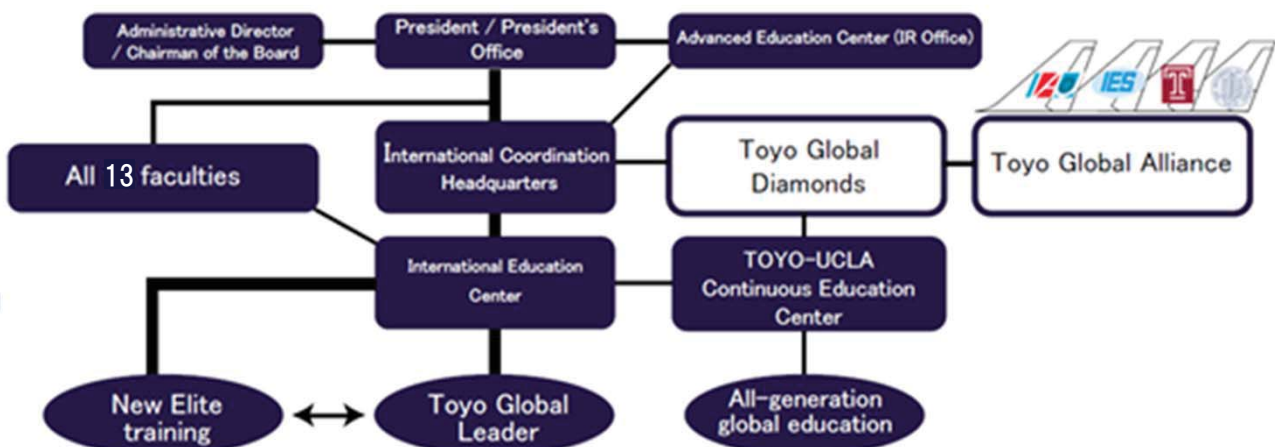 Administrative Director
/ Chairman of the Board
President / President's
Office
Advanced Education Center (IR Office)
IAU
IES
T
All 13 faculties
International Coordination
Headquarters
Toyo Global
Diamonds
Toyo Global Alliance
International Education
Center
TOYO-UCLA
Continuous Education
Center
New Elite
training
Toyo Global
Leader
All-generation
global education